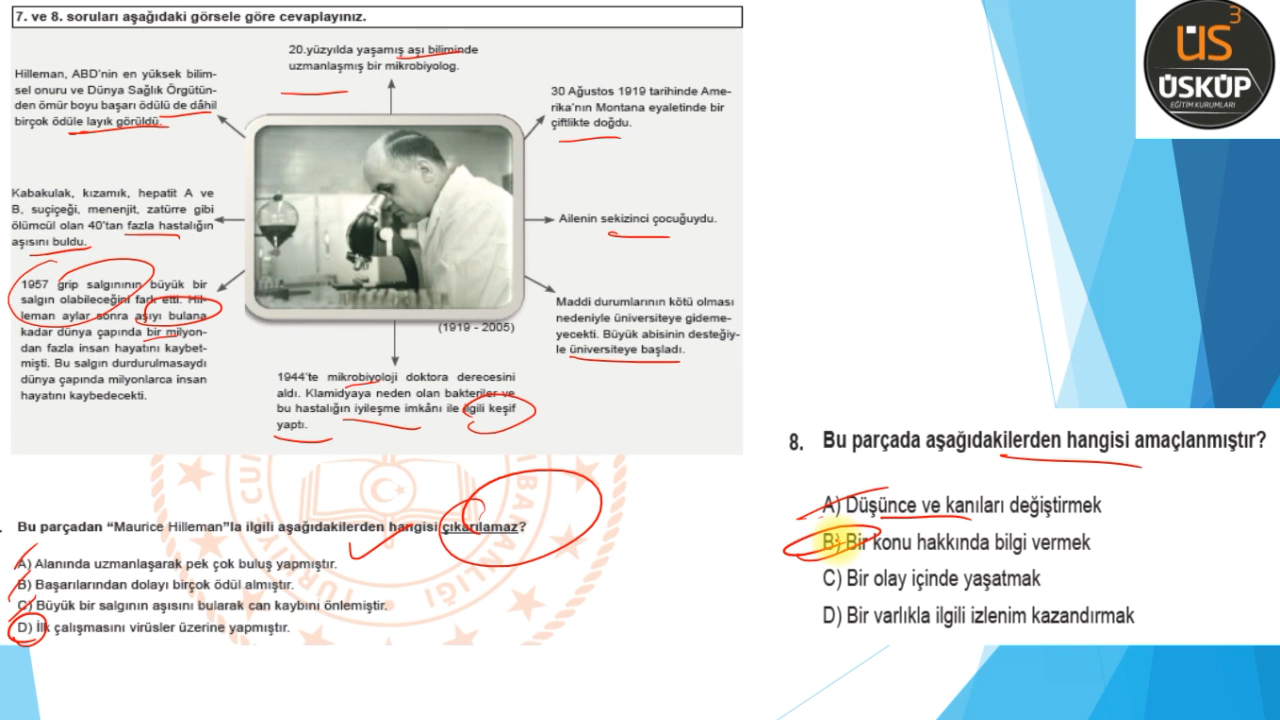 7. ve 8. soruları aşağıdaki görsele göre cevaplayınız.
20.yüzyılda yaşamış aşı biliminde
uzmanlaşmış bir mikrobiyolog.
Hilleman, ABD'nin en yüksek bilim-
sel onuru ve Dünya Sağlık Örgütün-
den ömür boyu başarı ödülü de dâhil
birçok ödüle layık görüldü.
30 Ağustos 1919 tarihinde Ame-
rika'nın Montana eyaletinde bir
çiftlikte doğdu.
Kabakulak, kızamık, hepatit A ve
B, suçiçeği, menenjit, zatürre gibi
ölümcül olan 40'tan fazla hastalığın
aşısını buldu.
Ailenin sekizinci çocuğuydu.
1957 grip salgınının büyük bir
salgın olabileceğini fark etti. Hil-
leman aylar sonra aşıyı bulana
kadar dünya çapında bir milyon-
dan fazla insan hayatını kaybet-
mişti. Bu salgın durdurulmasaydı
dünya çapında milyonlarca insan
hayatını kaybedecekti.
Maddi durumlarının kötü olması
nedeniyle üniversiteye gideme-
yecekti. Büyük abisinin desteğiy-
le üniversiteye başladı.
(1919 - 2005)
1944'te mikrobiyoloji doktora derecesini
aldı. Klamidyaya neden olan bakteriler ve
bu hastalığın iyileşme imkânı ile ilgili keşif
yaptı.
. Bu parçadan “Maurice Hilleman”la ilgili aşağıdakilerden hangisi çıkarılamaz?
A) Alanında uzmanlaşarak pek çok buluş yapmıştır.
B) Başarılarından dolayı birçok ödül almıştır.
C) Büyük bir salgının aşısını bularak can kaybını önlemiştir.
D) İlk çalışmasını virüsler üzerine yapmıştır.
ÜS 3
ÜSKÜP
EĞİTİM KURUMLARI
8. Bu parçada aşağıdakilerden hangisi amaçlanmıştır?
A) Düşünce ve kanıları değiştirmek
B) Bir konu hakkında bilgi vermek
C) Bir olay içinde yaşatmak
D) Bir varlıkla ilgili izlenim kazandırmak